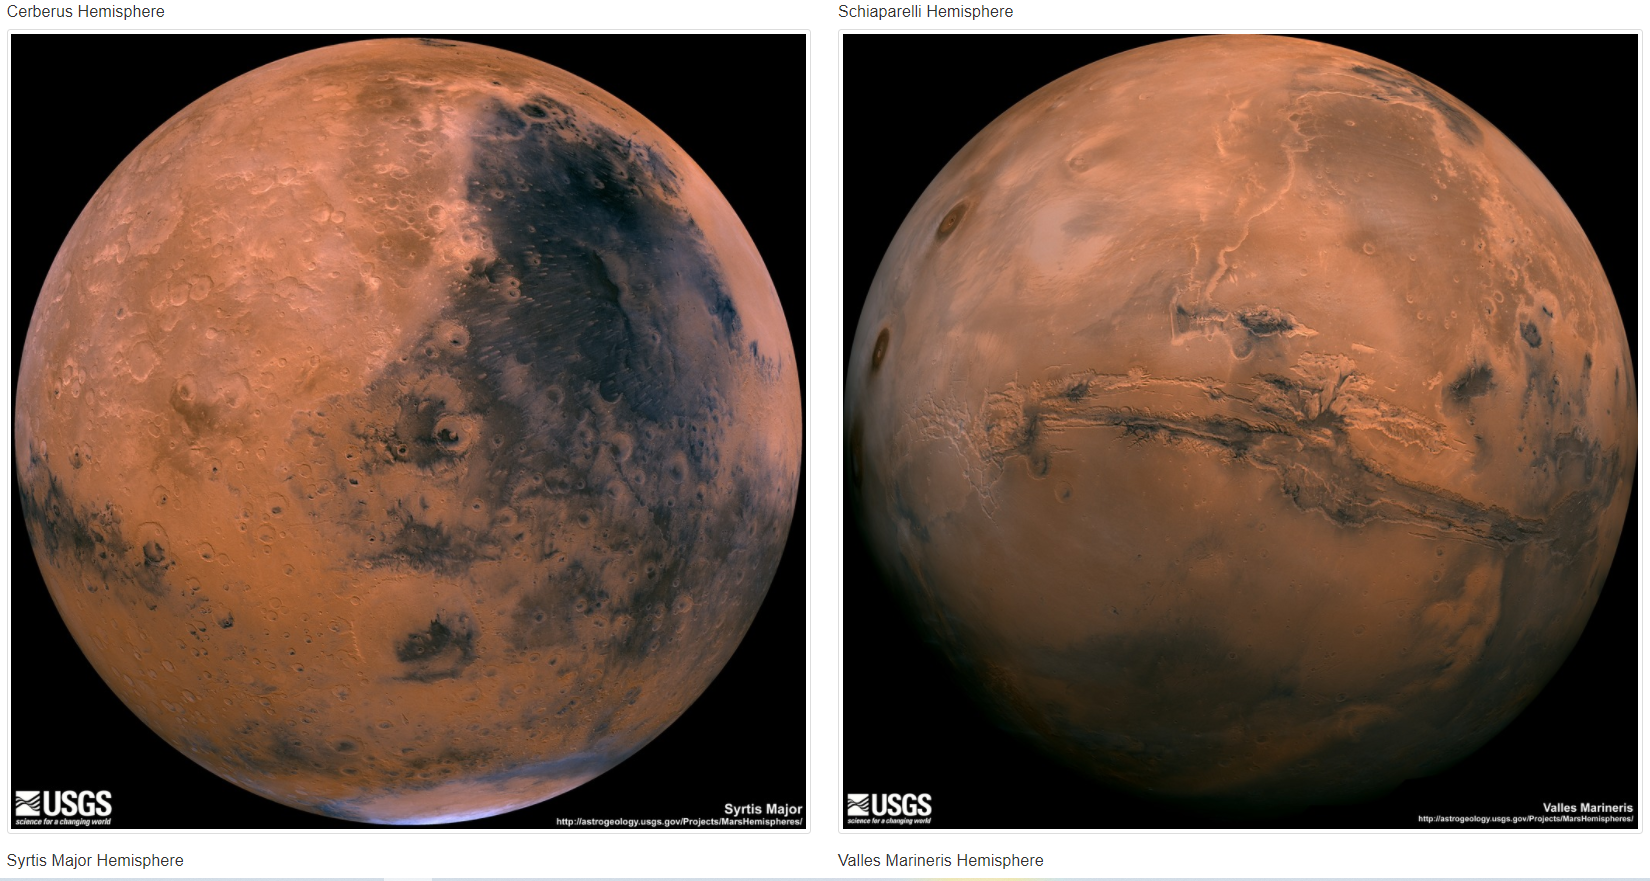 Cerberus Hemisphere
Schiaparelli Hemisphere
USGS
science for a changing world
Syrtis Major
http://astrogeology.usgs.gov/Projects/MarsHemispheres/
USGS
science for a changing world
Valles Marineris
http://astrogeology.usgs.gov/Projects/MarsHemispheres/
Syrtis Major Hemisphere
Valles Marineris Hemisphere